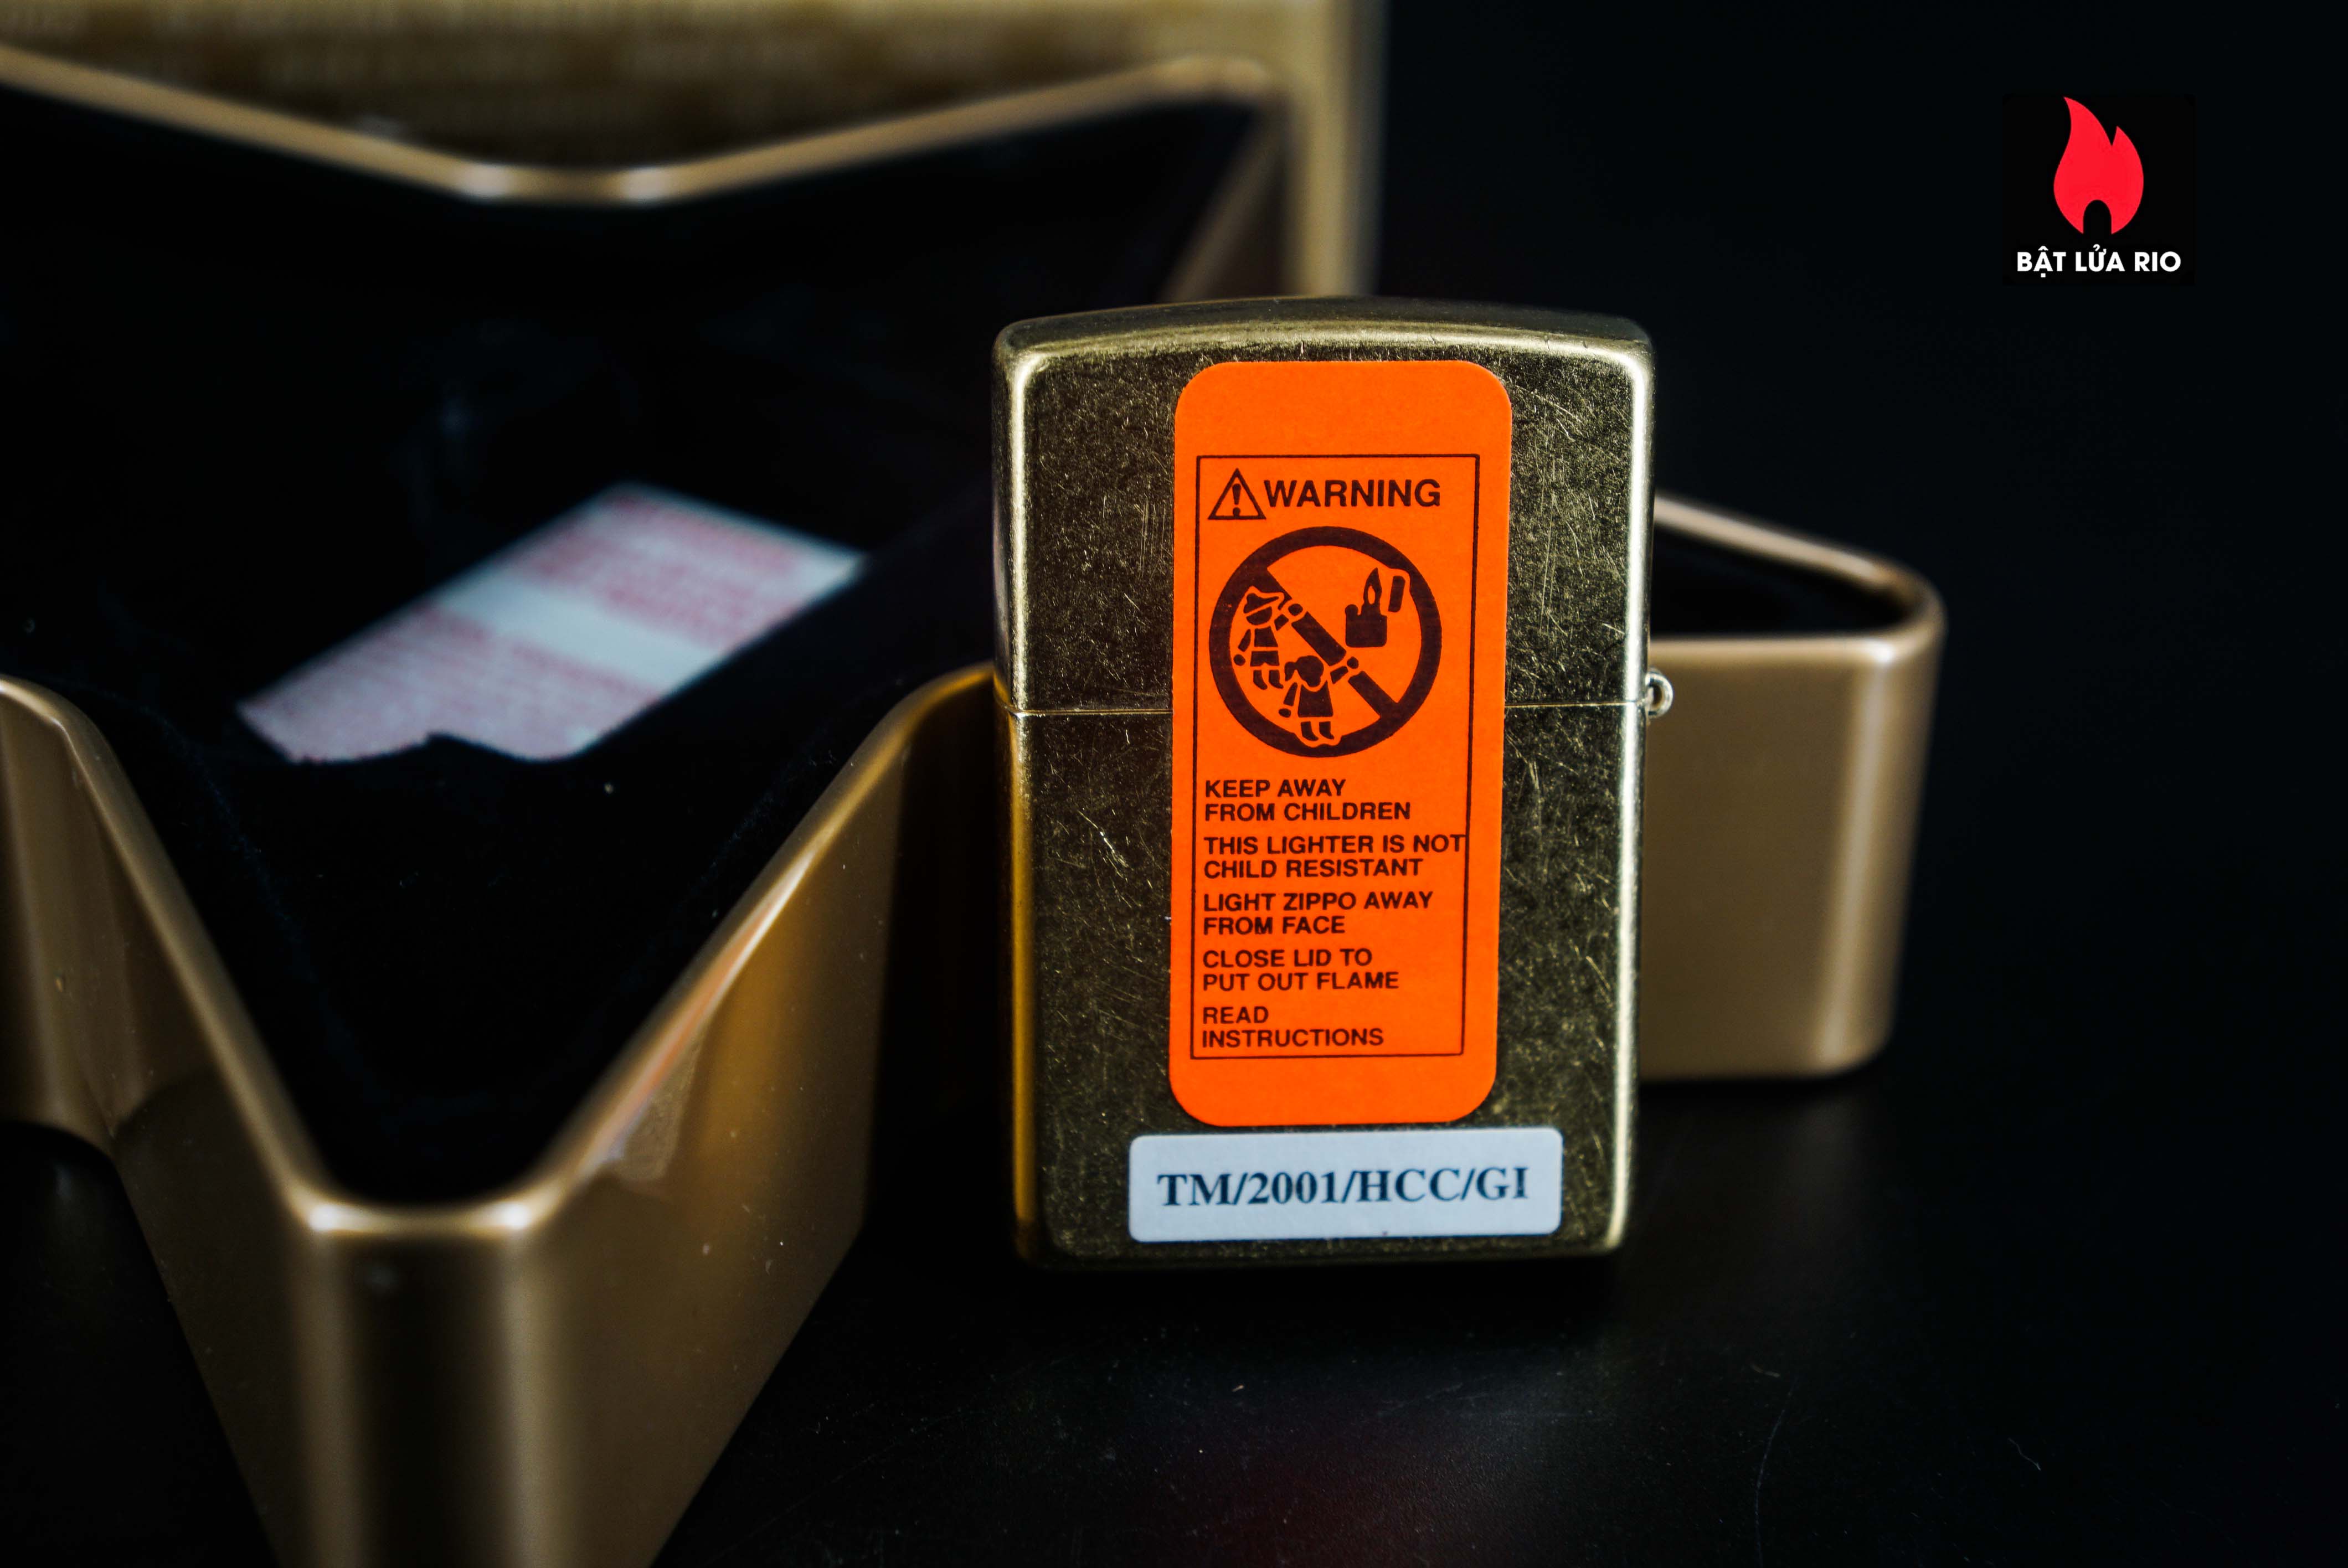 BẬT LỬA RIO
WARNING
KEEP AWAY
FROM CHILDREN
THIS LIGHTER IS NOT
CHILD RESISTANT
LIGHT ZIPPO AWAY
FROM FACE
CLOSE LID TO
PUT OUT FLAME
READ
INSTRUCTIONS
TM/2001/HCC/GI